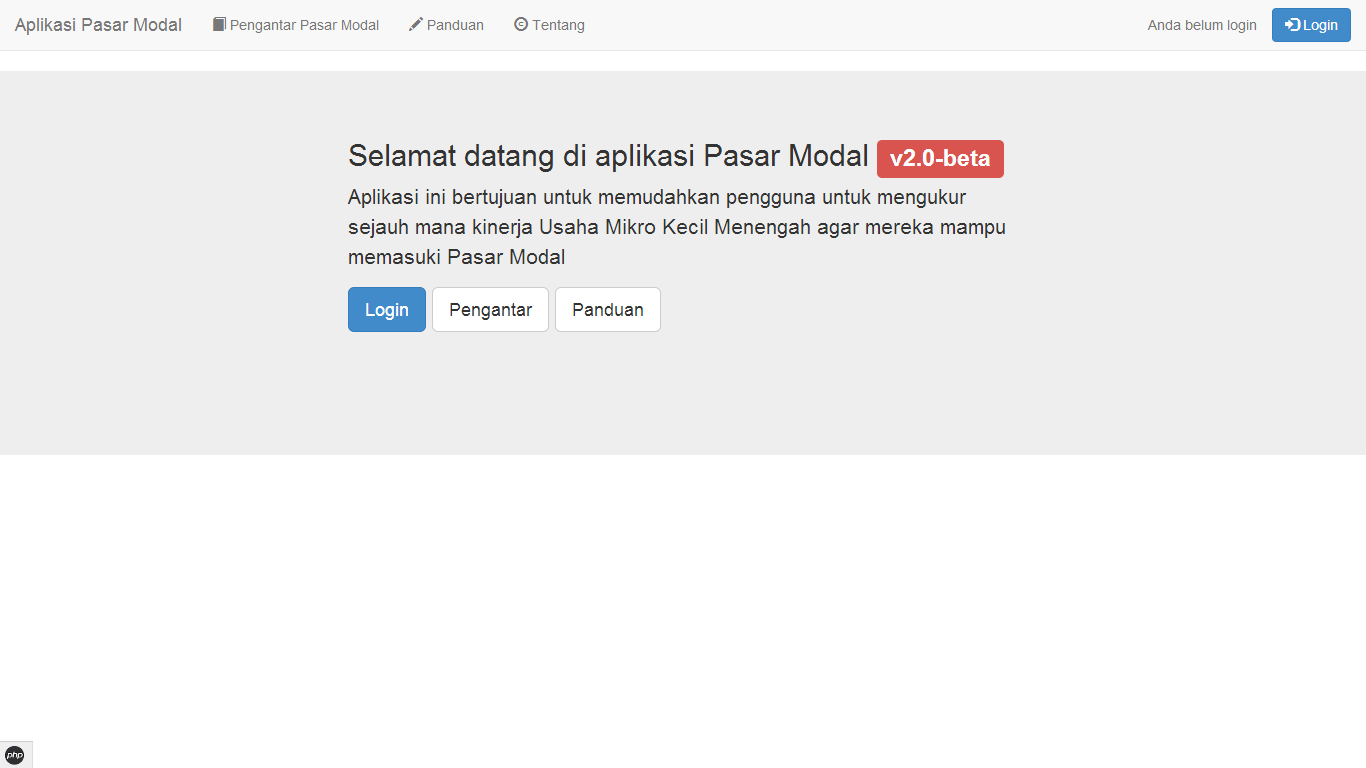 Aplikasi Pasar Modal
Pengantar Pasar Modal
Panduan
Tentang
Anda belum login
Login
Selamat datang di aplikasi Pasar Modal v2.0-beta
Aplikasi ini bertujuan untuk memudahkan pengguna untuk mengukur
sejauh mana kinerja Usaha Mikro Kecil Menengah agar mereka mampu
memasuki Pasar Modal
Login
Pengantar
Panduan
php